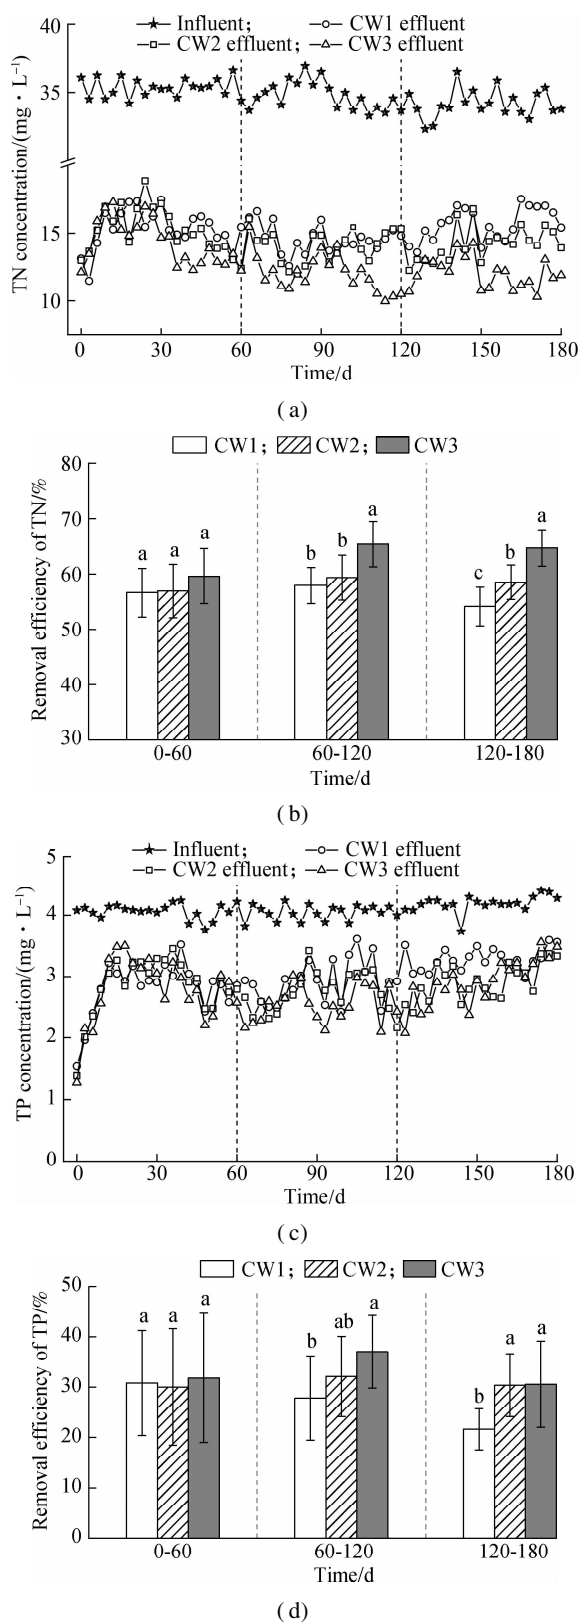 Influent; CW1 effluent
CW2 effluent; CW3 effluent
TN concentration/(mg·L⁻¹)
40
35
15
10
0 30 60 90 120 150 180
Time/d
(a)
CW1; CW2; CW3
Removal efficiency of TN/%
80
70
60
50
40
30
a a a
b b a
c b a
0-60 60-120 120-180
Time/d
(b)
Influent; CW1 effluent
CW2 effluent; CW3 effluent
TP concentration/(mg·L⁻¹)
5
4
3
2
1
0
0 30 60 90 120 150 180
Time/d
(c)
CW1; CW2; CW3
Removal efficiency of TP/%
50
40
30
20
10
0
a a a
b ab a
b a a
0-60 60-120 120-180
Time/d
(d)